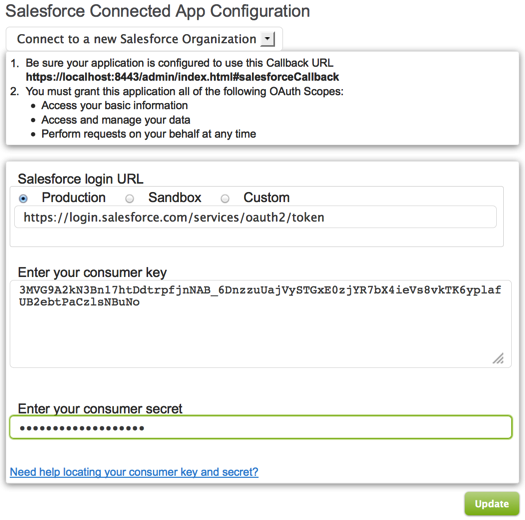 Salesforce Connected App Configuration
Connect to a new Salesforce Organization
1. Be sure your application is configured to use this Callback URL
https://localhost:8443/admin/index.html#salesforceCallback
2. You must grant this application all of the following OAuth Scopes:
• Access your basic information
• Access and manage your data
• Perform requests on your behalf at any time
Salesforce login URL
Production Sandbox Custom
https://login.salesforce.com/services/oauth2/token
Enter your consumer key
3MVG9A2kN3Bn17htDdtrpfjnNAB_6DnzzuUajVySTGxE0zjYR7bX4ieVs8vkTK6yplaf
UB2ebtPaCzlsNBuNo
Enter your consumer secret
•••••••••••••••••••
Need help locating your consumer key and secret?
Update